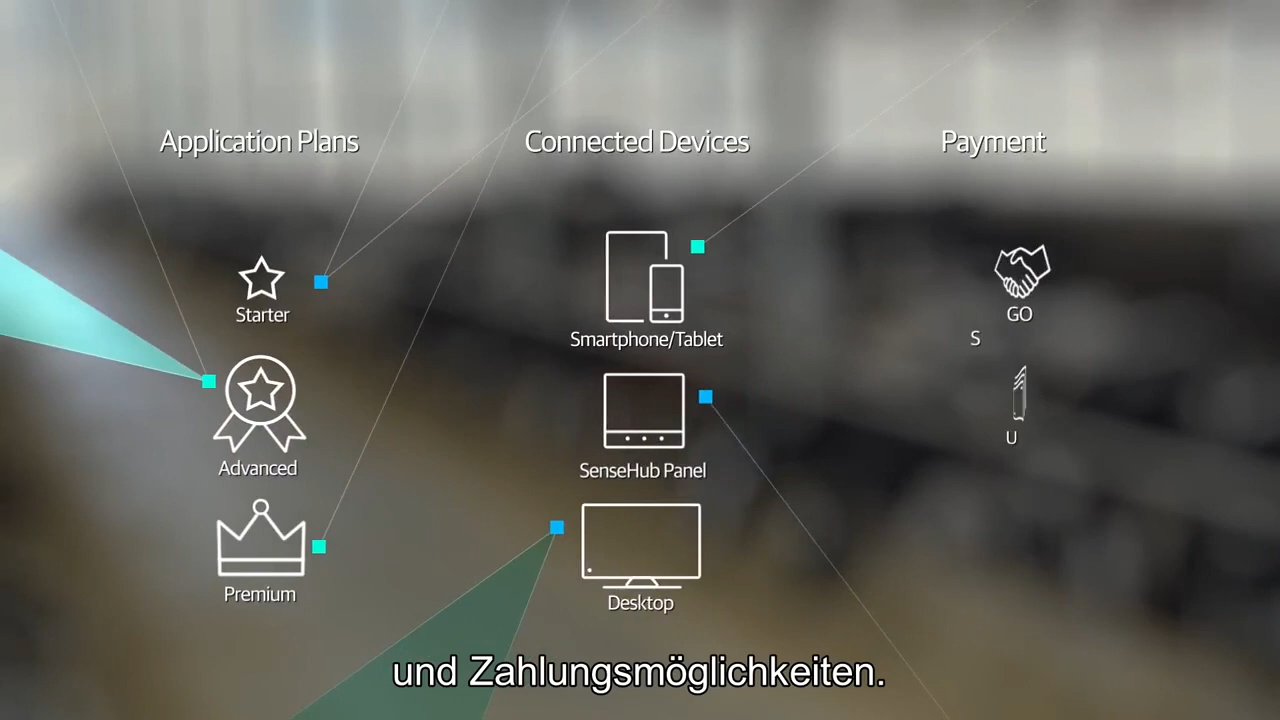 Application Plans
Connected Devices
Payment
Starter
Advanced
Premium
Smartphone/Tablet
SenseHub Panel
Desktop
GO
S
U
und Zahlungsmöglichkeiten.